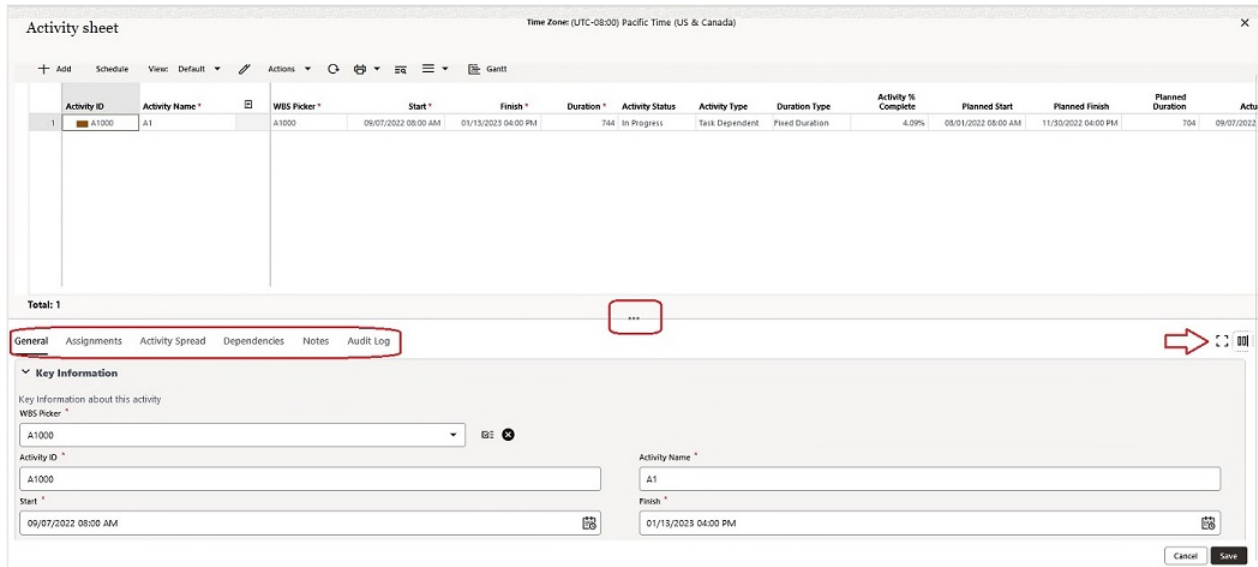 Activity sheet
Time Zone: (UTC-08:00) Pacific Time (US & Canada)
Add Schedule View: Default Actions Gantt
Activity ID Activity Name * WBS Picker * Start * Finish * Duration * Activity Status Activity Type Duration Type Activity % Complete Planned Start Planned Finish Planned Duration Actu
1 A1000 A1 A1000 09/07/2022 08:00 AM 01/13/2023 04:00 PM 744 In Progress Task Dependent Fixed Duration 4.09% 08/01/2022 08:00 AM 11/30/2022 04:00 PM 704 09/07/2022
Total: 1
General Assignments Activity Spread Dependencies Notes Audit Log
Key Information
Key Information about this activity
WBS Picker *
A1000
Activity ID * Activity Name *
A1000 A1
Start * Finish *
09/07/2022 08:00 AM 01/13/2023 04:00 PM
Cancel Save